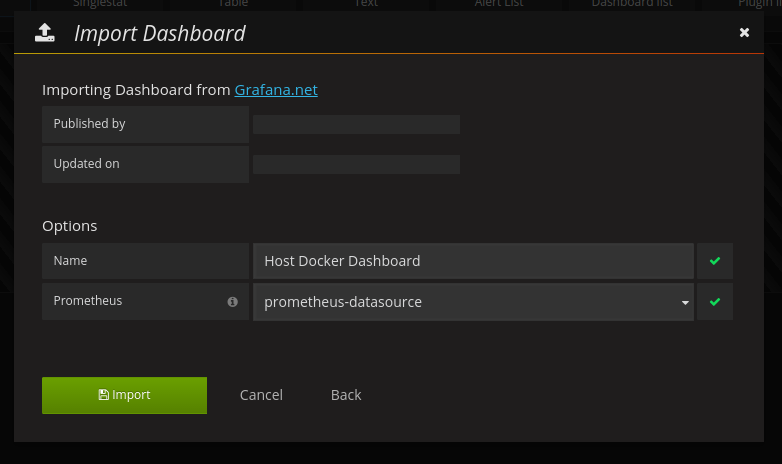 Singlestat Table Text Alert List Dashboard list
Import Dashboard
Importing Dashboard from Grafana.net
Published by
Updated on
Options
Name Host Docker Dashboard
Prometheus prometheus-datasource
Import Cancel Back